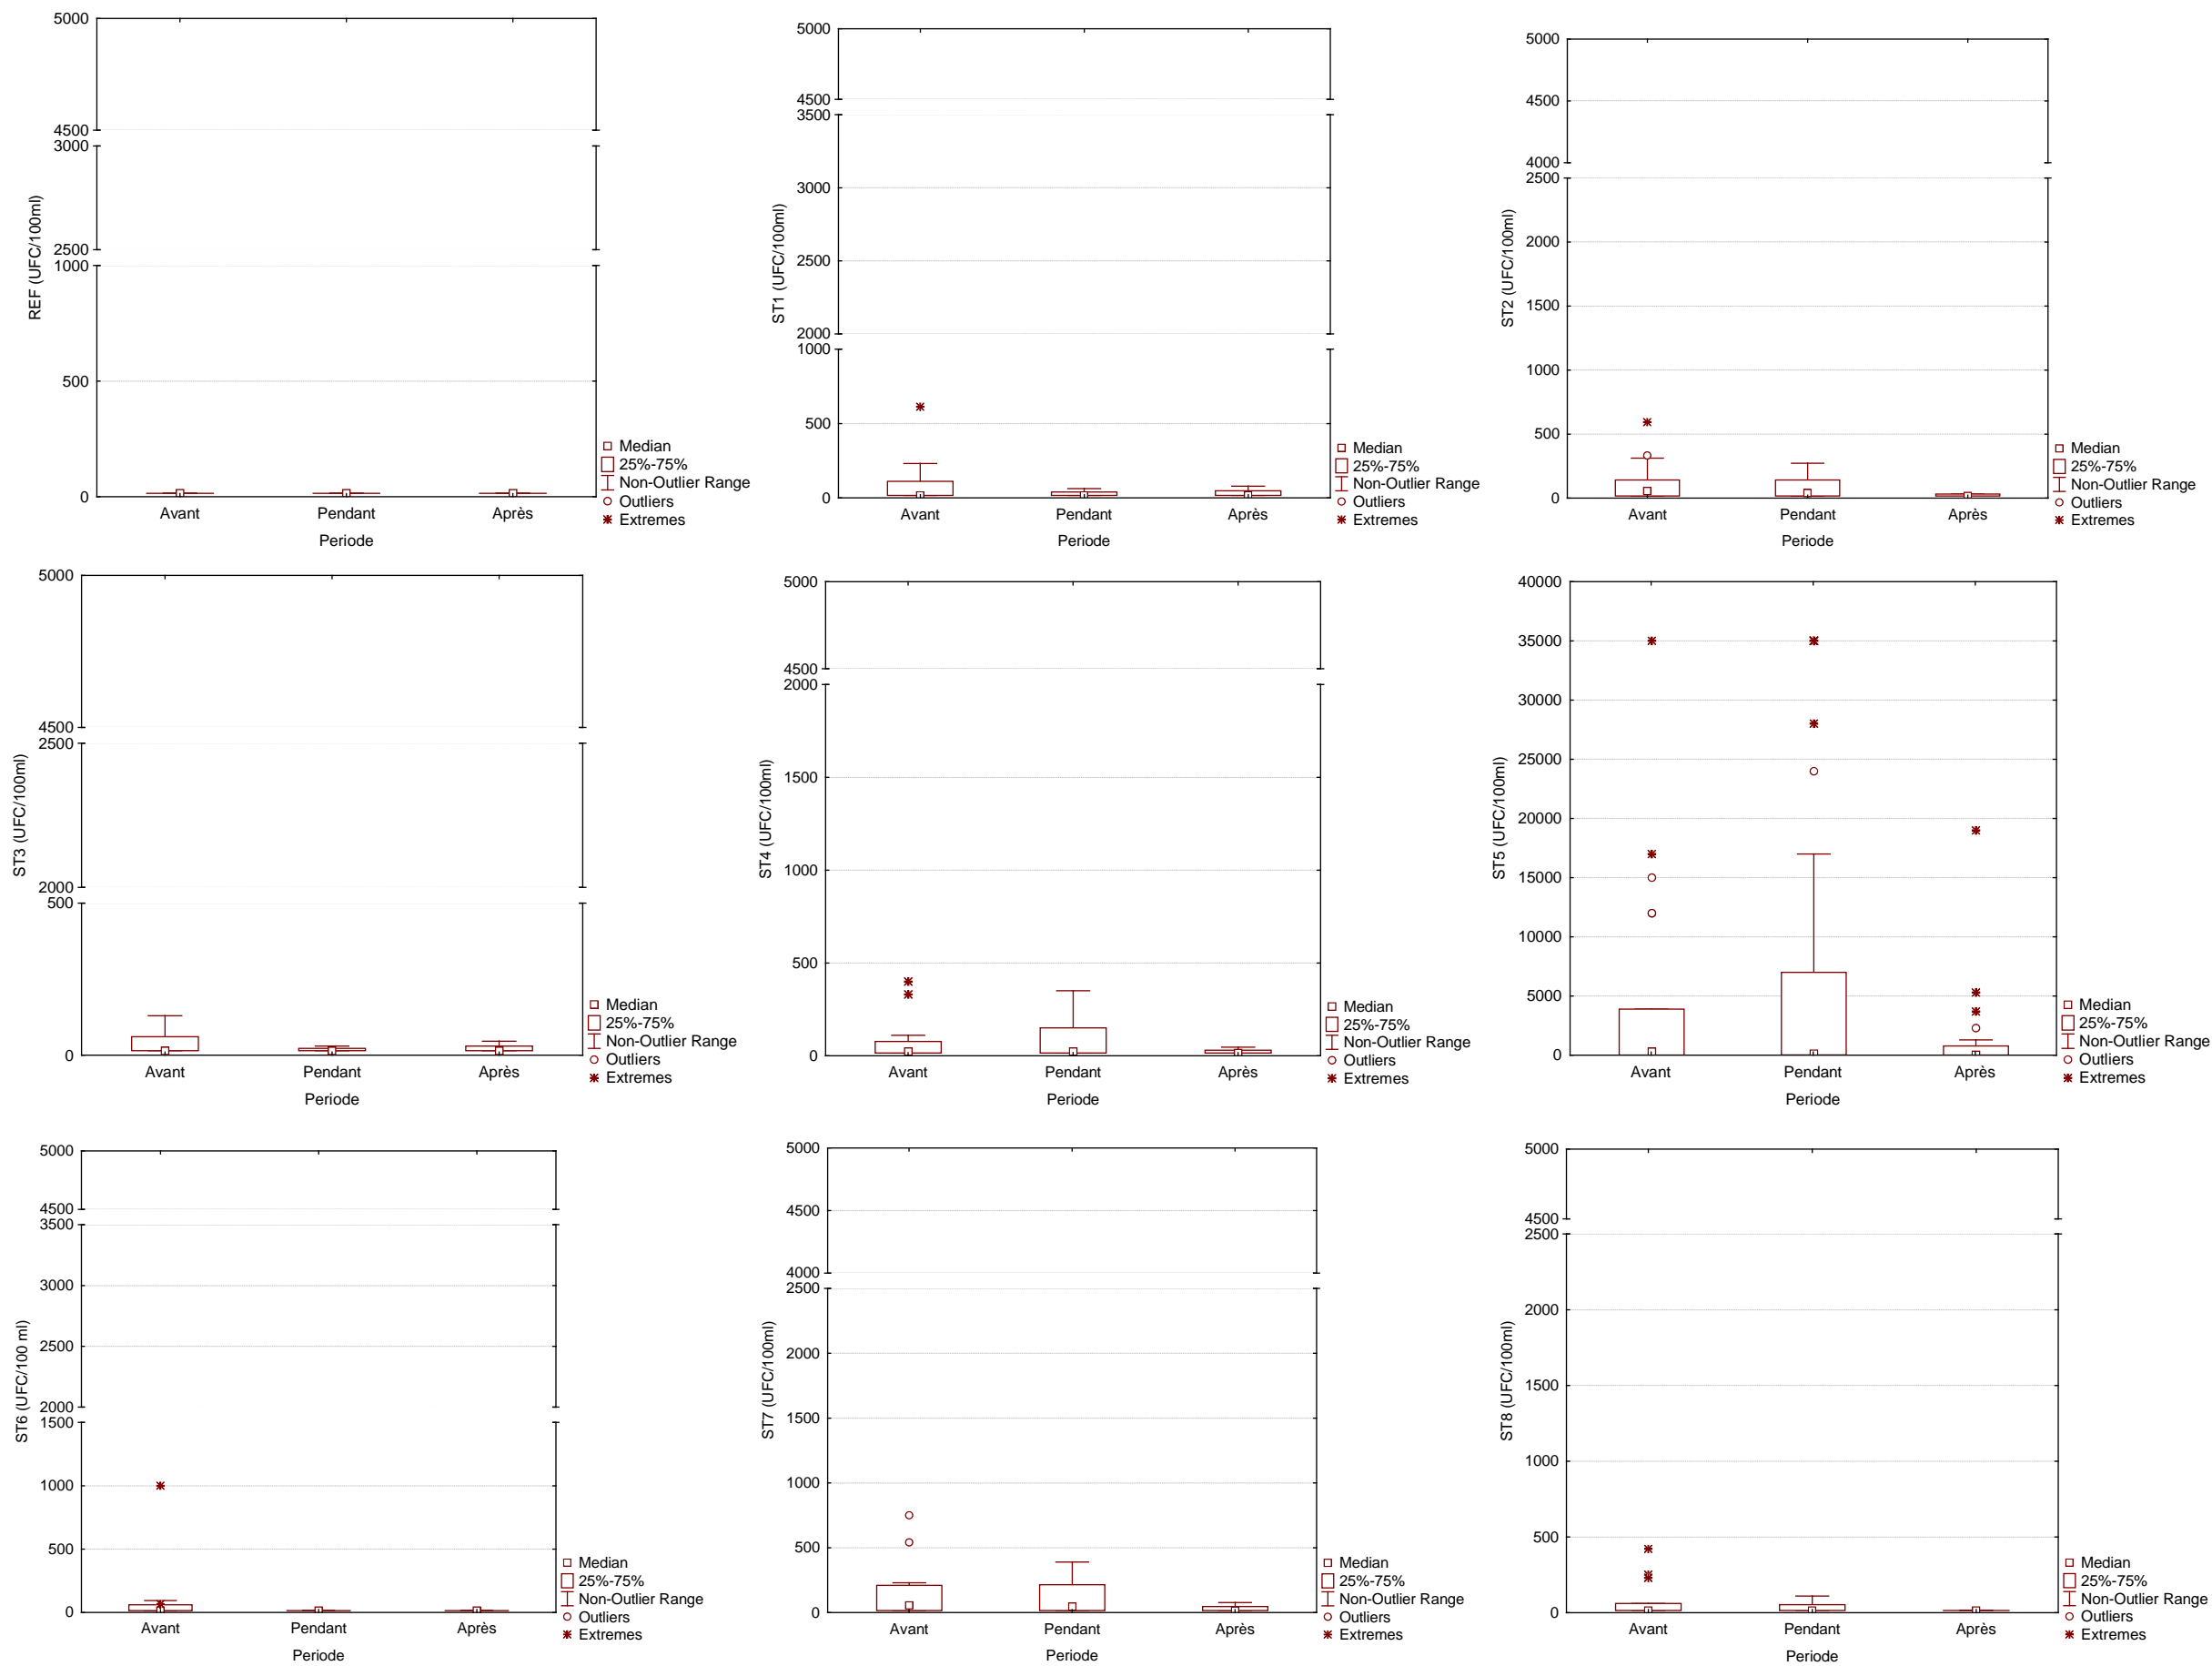 5000
4500
3000
2500
1000
500
0
REF (UFC/100ml)
Avant Pendant Après
Periode
Median
25%-75%
Non-Outlier Range
Outliers
Extremes
5000
4500
3500
3000
2500
2000
1000
500
0
ST1 (UFC/100ml)
Avant Pendant Après
Periode
Median
25%-75%
Non-Outlier Range
Outliers
Extremes
5000
4500
4000
2500
2000
1500
1000
500
0
ST2 (UFC/100ml)
Avant Pendant Après
Periode
Median
25%-75%
Non-Outlier Range
Outliers
Extremes
5000
4500
2500
2000
500
0
ST3 (UFC/100ml)
Avant Pendant Après
Periode
Median
25%-75%
Non-Outlier Range
Outliers
Extremes
5000
4500
2000
1500
1000
500
0
ST4 (UFC/100ml)
Avant Pendant Après
Periode
Median
25%-75%
Non-Outlier Range
Outliers
Extremes
40000
35000
30000
25000
20000
15000
10000
5000
0
ST5 (UFC/100ml)
Avant Pendant Après
Periode
Median
25%-75%
Non-Outlier Range
Outliers
Extremes
5000
4500
3500
3000
2500
2000
1500
1000
500
0
ST6 (UFC/100 ml)
Avant Pendant Après
Periode
Median
25%-75%
Non-Outlier Range
Outliers
Extremes
5000
4500
4000
2500
2000
1500
1000
500
0
ST7 (UFC/100ml)
Avant Pendant Après
Periode
Median
25%-75%
Non-Outlier Range
Outliers
Extremes
5000
4500
2500
2000
1500
1000
500
0
ST8 (UFC/100ml)
Avant Pendant Après
Periode
Median
25%-75%
Non-Outlier Range
Outliers
Extremes